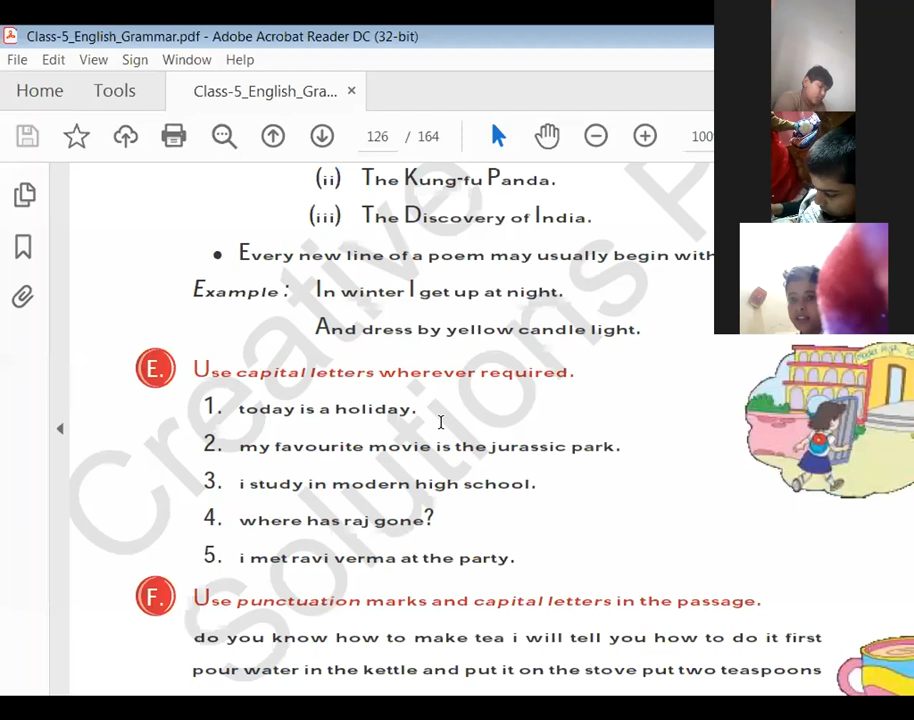 Class-5_English_Grammar.pdf - Adobe Acrobat Reader DC (32-bit)
File Edit View Sign Window Help
Home Tools Class-5_English_Gra... ×
126 / 164 100
(ii) The Kung-fu Panda.
(iii) The Discovery of India.
• Every new line of a poem may usually begin with
Example : In winter I get up at night.
And dress by yellow candle light.
E. Use capital letters wherever required.
1. today is a holiday.
2. my favourite movie is the jurassic park.
3. i study in modern high school.
4. where has raj gone?
5. i met ravi verma at the party.
F. Use punctuation marks and capital letters in the passage.
do you know how to make tea i will tell you how to do it first
pour water in the kettle and put it on the stove put two teaspoons
Creative
Solutions